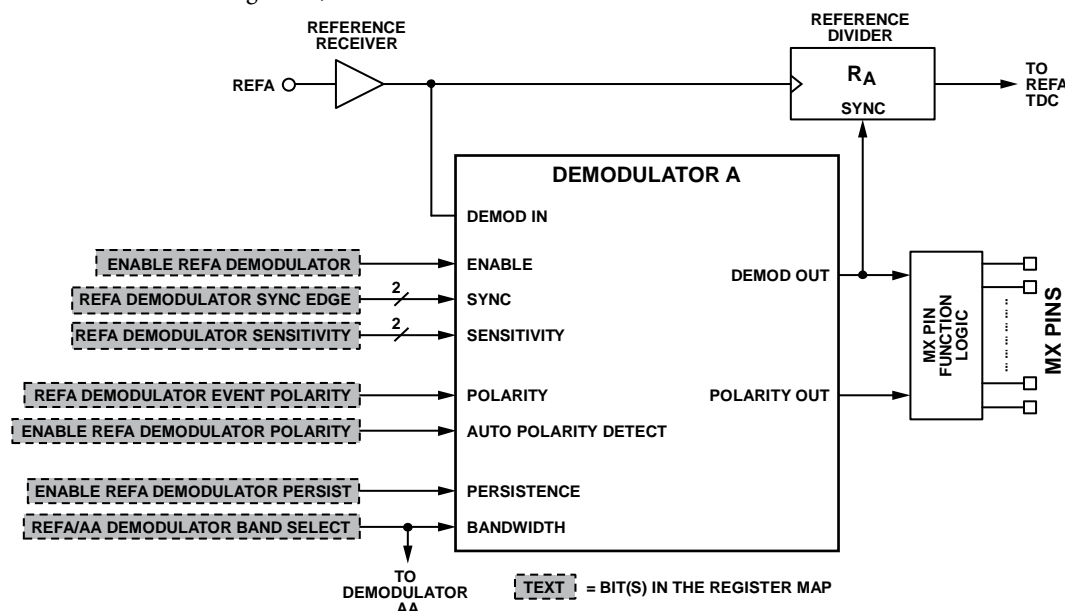 REFERENCE
RECEIVER
REFERENCE
DIVIDER
REFA
RA
SYNC
TO
REFA
TDC
DEMODULATOR A
DEMOD IN
ENABLE REFA DEMODULATOR
ENABLE
REFA DEMODULATOR SYNC EDGE
2
SYNC
REFA DEMODULATOR SENSITIVITY
2
SENSITIVITY
REFA DEMODULATOR EVENT POLARITY
POLARITY
ENABLE REFA DEMODULATOR POLARITY
AUTO POLARITY DETECT
ENABLE REFA DEMODULATOR PERSIST
PERSISTENCE
REFA/AA DEMODULATOR BAND SELECT
BANDWIDTH
DEMOD OUT
POLARITY OUT
MX PIN
FUNCTION
LOGIC
MX PINS
TO
DEMODULATOR
AA
TEXT = BIT(S) IN THE REGISTER MAP